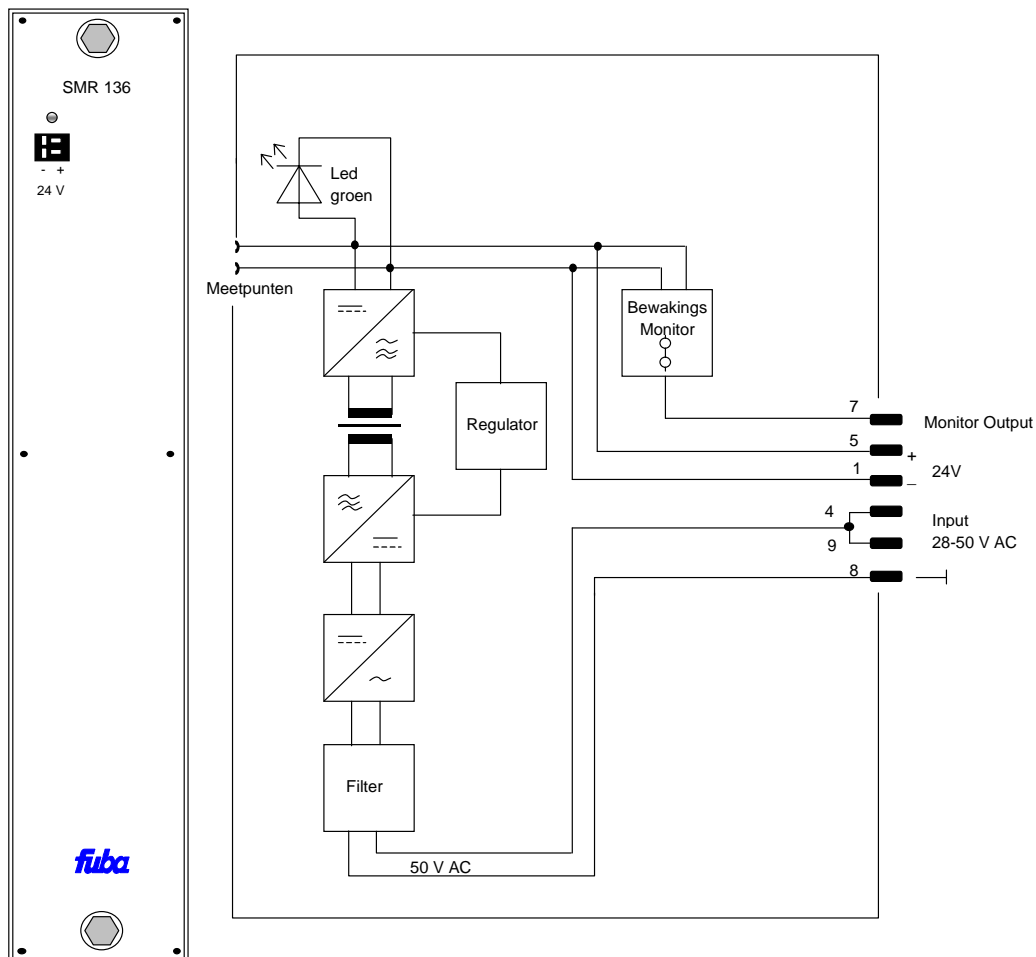 SMR 136
- +
24 V
fuba
Led
groen
Meetpunten
Bewakings
Monitor
Regulator
Filter
50 V AC
7
Monitor Output
5
+
24V
1
_
4
Input
9
28-50 V AC
8